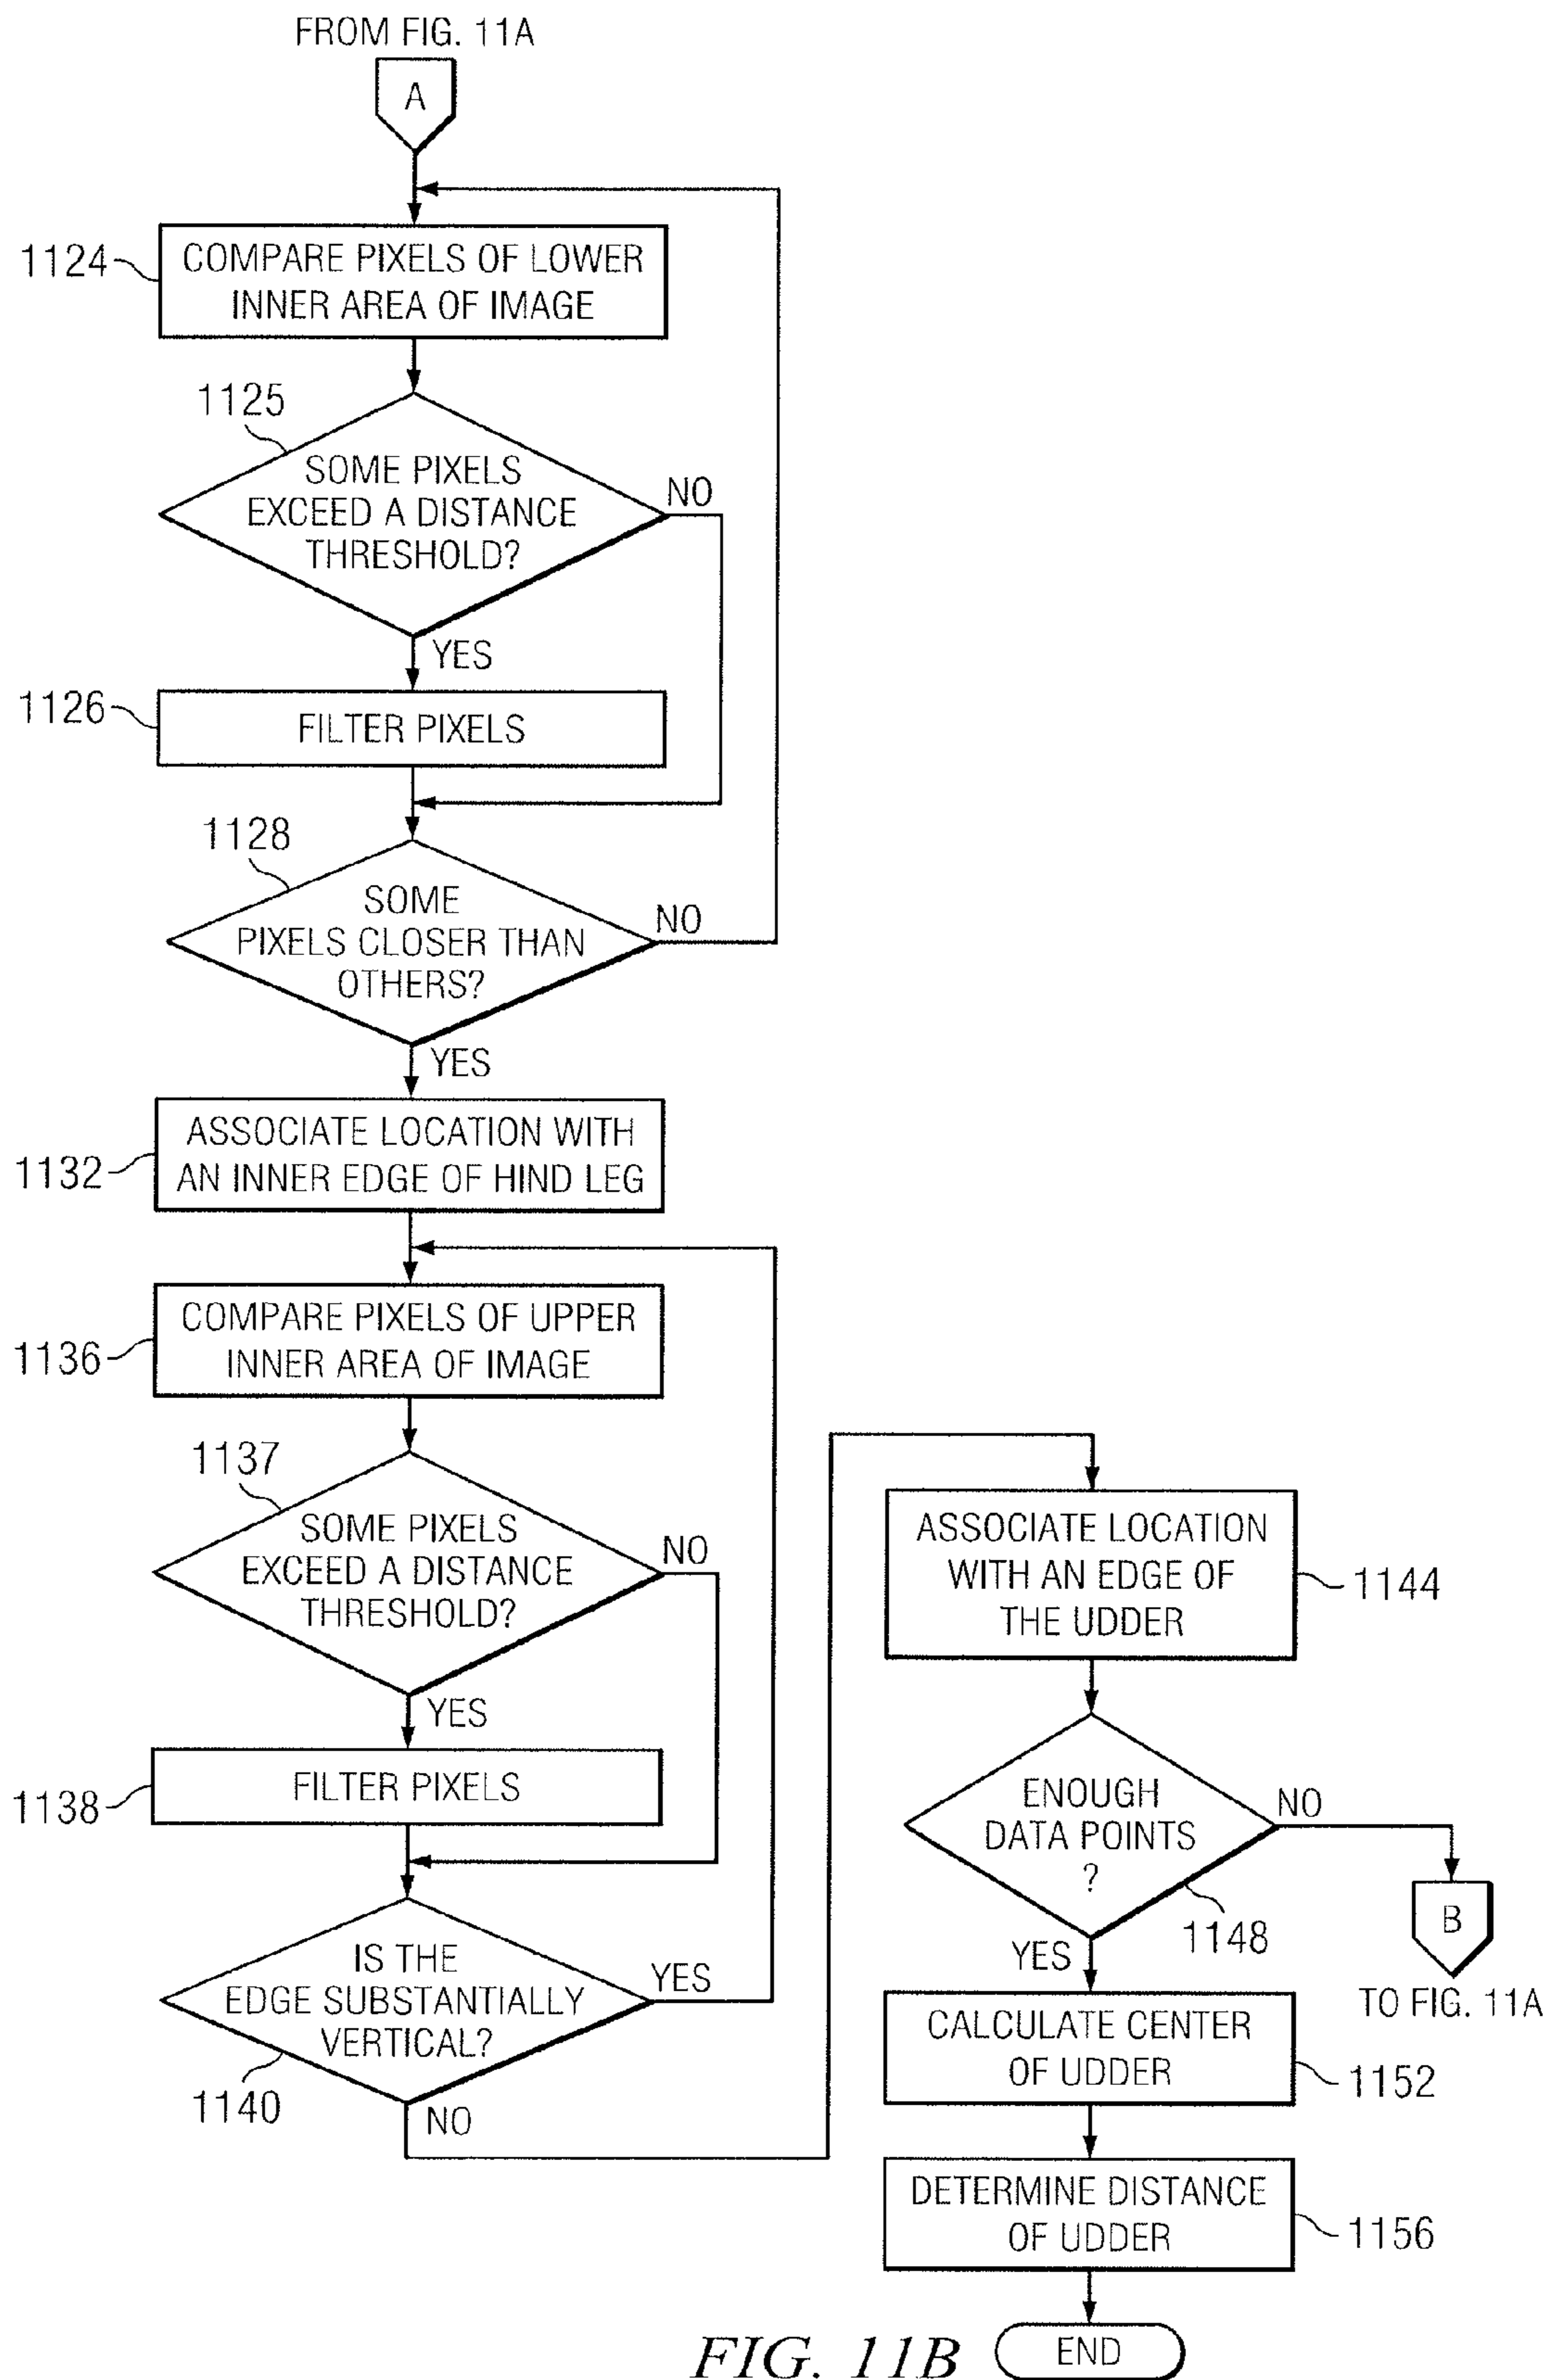 FROM FIG. 11A
A
1124
COMPARE PIXELS OF LOWER
INNER AREA OF IMAGE
1125
SOME PIXELS
EXCEED A DISTANCE
THRESHOLD?
NO
YES
1126
FILTER PIXELS
1128
SOME
PIXELS CLOSER THAN
OTHERS?
NO
YES
1132
ASSOCIATE LOCATION WITH
AN INNER EDGE OF HIND LEG
1136
COMPARE PIXELS OF UPPER
INNER AREA OF IMAGE
1137
SOME PIXELS
EXCEED A DISTANCE
THRESHOLD?
NO
YES
1138
FILTER PIXELS
IS THE
EDGE SUBSTANTIALLY
VERTICAL?
YES
1140
NO
ASSOCIATE LOCATION
WITH AN EDGE OF
THE UDDER
1144
ENOUGH
DATA POINTS
?
NO
1148
YES
B
TO FIG. 11A
CALCULATE CENTER
OF UDDER
1152
DETERMINE DISTANCE
OF UDDER
1156
END
FIG. 11B